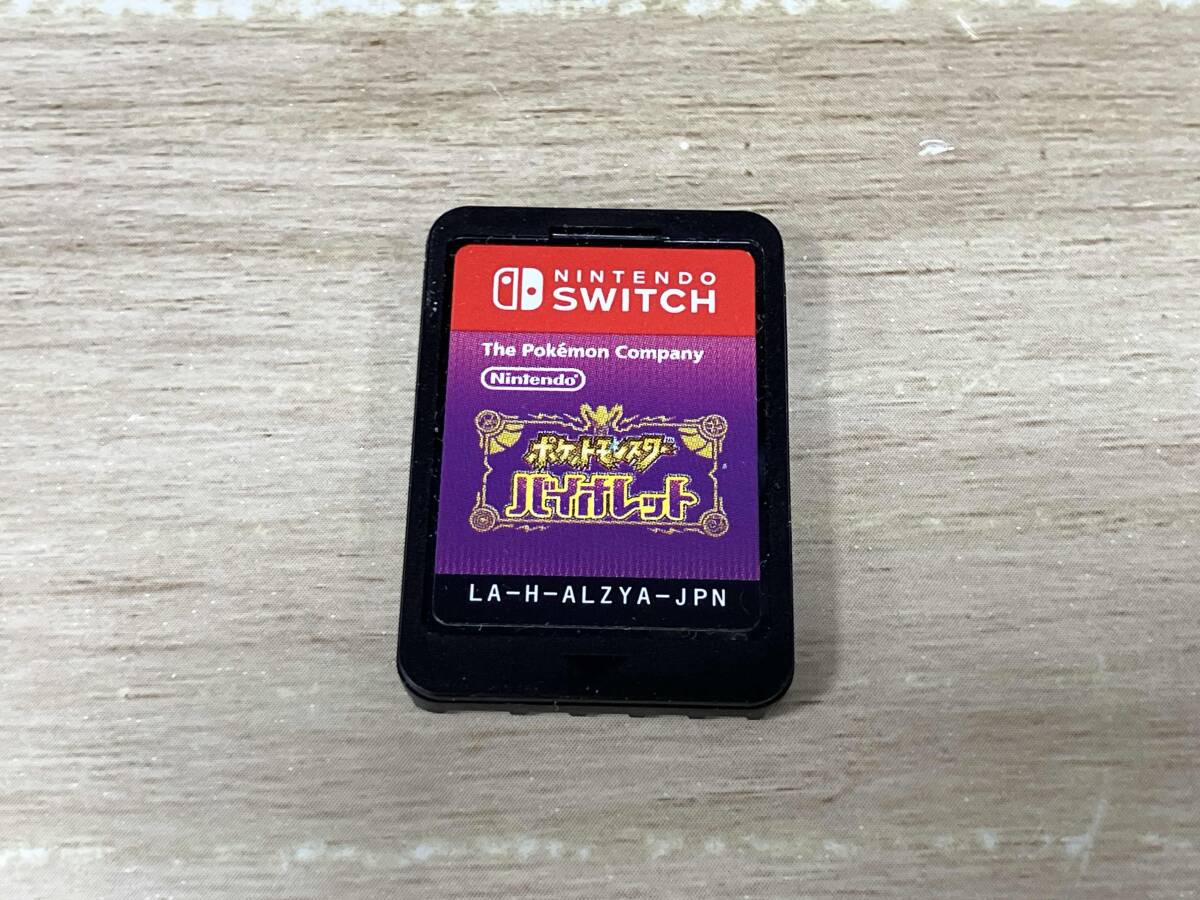 NINTENDO
SWITCH
The Pokémon Company
Nintendo
ポケットモンスター
バイオレット
LA-H-ALZYA-JPN